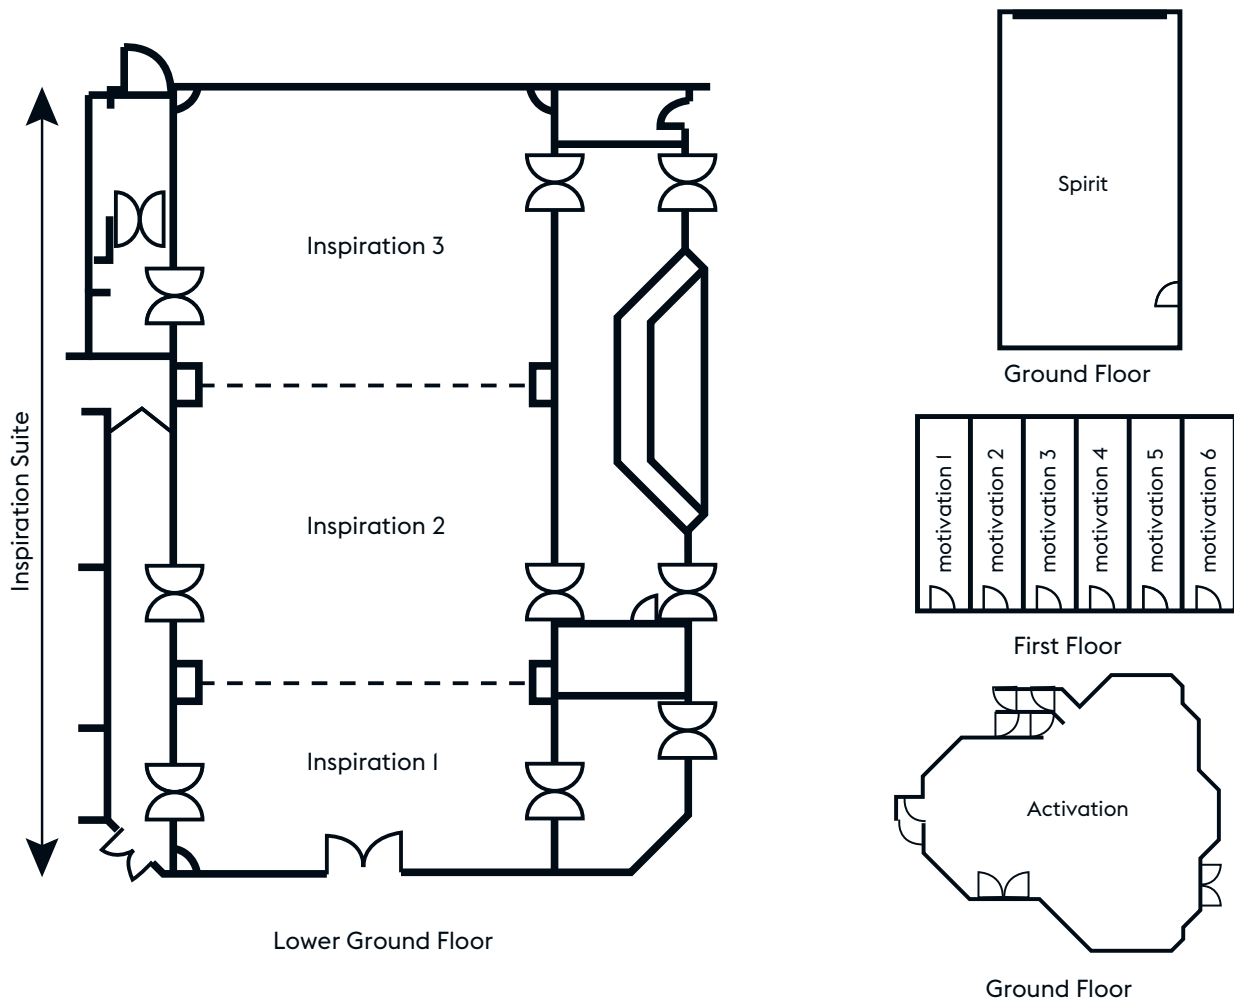 Inspiration Suite
Inspiration 3
Inspiration 2
Inspiration 1
Lower Ground Floor
Spirit
Ground Floor
motivation 1
motivation 2
motivation 3
motivation 4
motivation 5
motivation 6
First Floor
Activation
Ground Floor